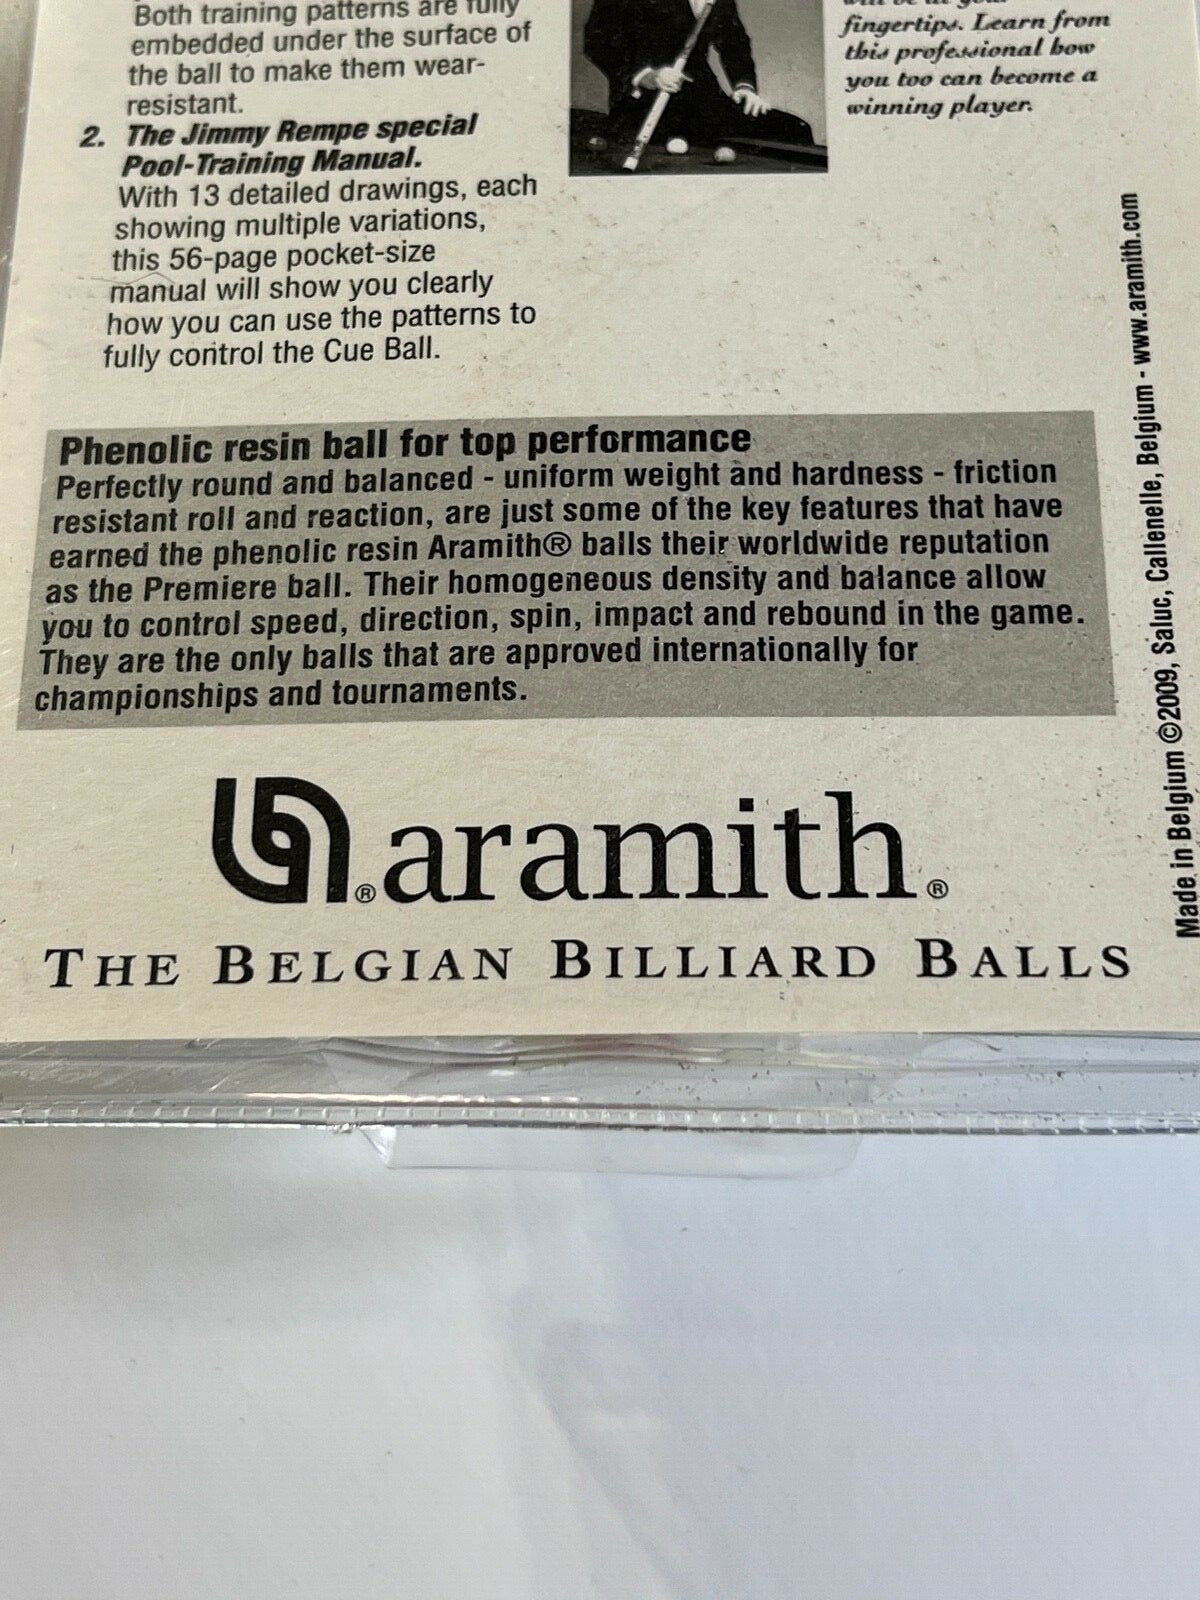 Both training patterns are fully
embedded under the surface of
the ball to make them wear-
resistant.
2. The Jimmy Rempe special
Pool-Training Manual.
With 13 detailed drawings, each
showing multiple variations,
this 56-page pocket-size
manual will show you clearly
how you can use the patterns to
fully control the Cue Ball.
will be at your
fingertips. Learn from
this professional how
you too can become a
winning player.
Phenolic resin ball for top performance
Perfectly round and balanced - uniform weight and hardness - friction
resistant roll and reaction, are just some of the key features that have
earned the phenolic resin Aramith® balls their worldwide reputation
as the Premiere ball. Their homogeneous density and balance allow
you to control speed, direction, spin, impact and rebound in the game.
They are the only balls that are approved internationally for
championships and tournaments.
® aramith®
THE BELGIAN BILLIARD BALLS
Made in Belgium ©2009, Saluc, Callenelle, Belgium - www.aramith.com